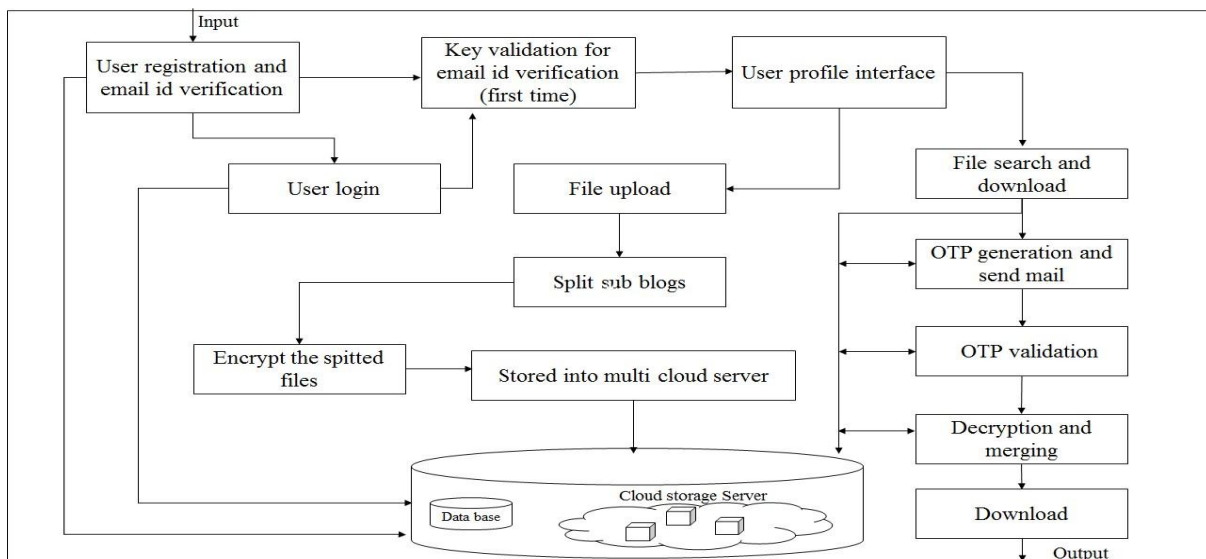 Input
User registration and
email id verification
Key validation for
email id verification
(first time)
User profile interface
User login
File upload
File search and
download
Split sub blogs
OTP generation and
send mail
Encrypt the spitted
files
Stored into multi cloud server
OTP validation
Decryption and
merging
Cloud storage Server
Data base
Download
Output